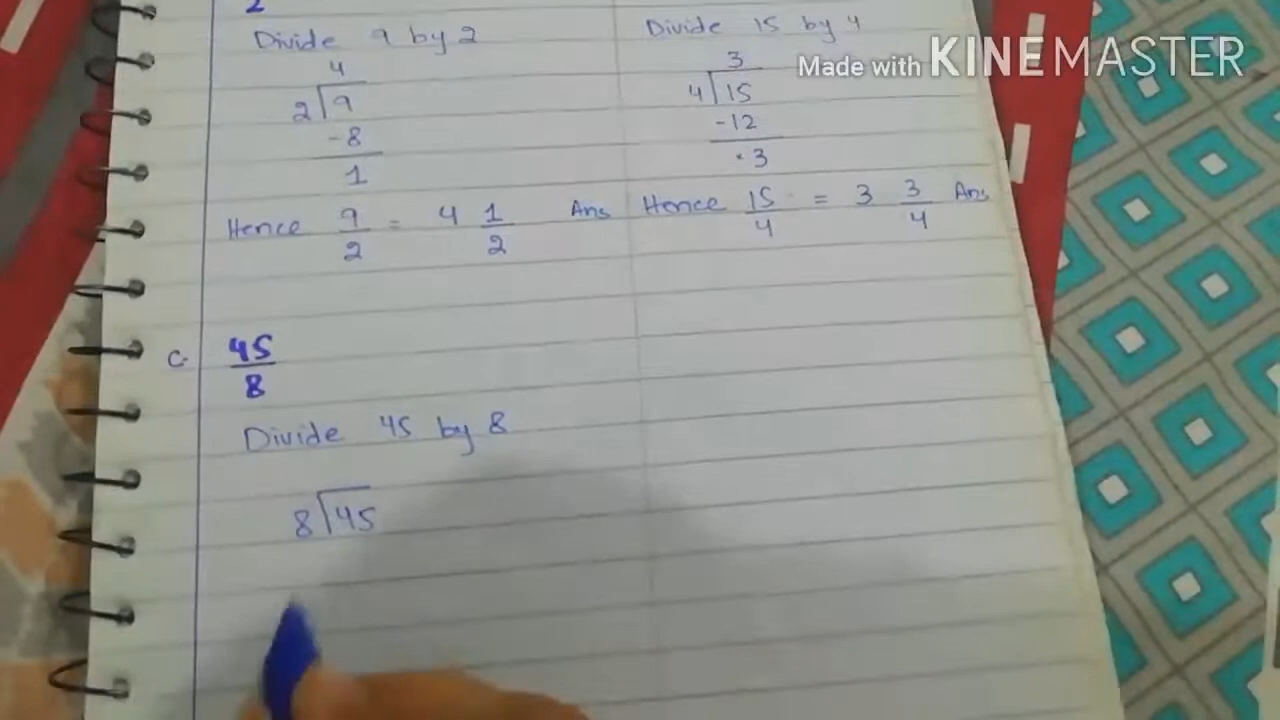 2
Divide 9 by 2
4
2 9
-8
1
Hence 9/2 = 4 1/2 Ans
Divide 15 by 4
3
4 15
-12
3
Hence 15/4 = 3 3/4 Ans
C. 45/8
Divide 45 by 8
8 45
Made with KINEMASTER